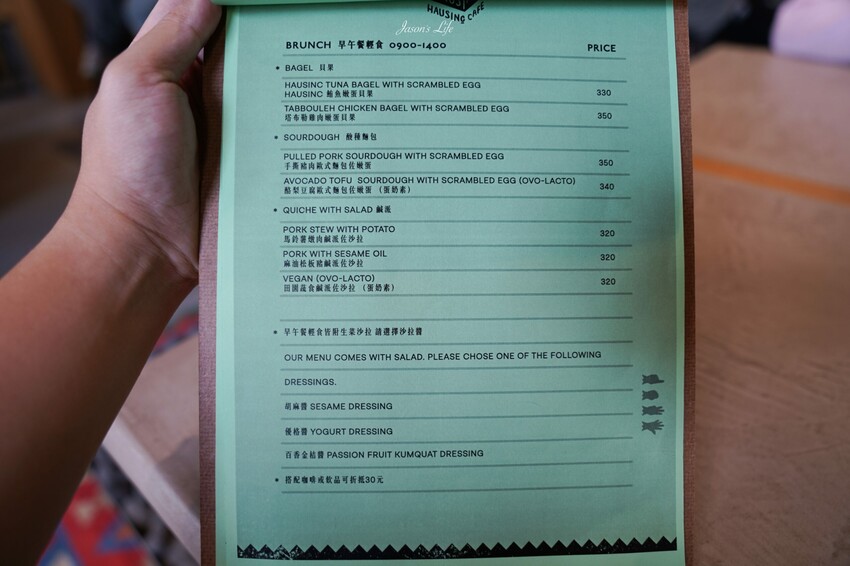 HAUSINC CAFE
Jason's Life
BRUNCH 早午餐輕食 0900-1400 PRICE
BAGEL 貝果
HAUSINC TUNA BAGEL WITH SCRAMBLED EGG
HAUSINC 鮪魚嫩蛋貝果 330
TABBOULEH CHICKEN BAGEL WITH SCRAMBLED EGG
塔布勒雞肉嫩蛋貝果 350
SOURDOUGH 酸種麵包
PULLED PORK SOURDOUGH WITH SCRAMBLED EGG
手撕豬肉歐式麵包佐嫩蛋 350
AVOCADO TOFU SOURDOUGH WITH SCRAMBLED EGG (OVO-LACTO)
酪梨豆腐歐式麵包佐嫩蛋 (蛋奶素) 340
QUICHE WITH SALAD 鹹派
PORK STEW WITH POTATO
馬鈴薯燉肉鹹派佐沙拉 320
PORK WITH SESAME OIL
麻油松板豬鹹派佐沙拉 320
VEGAN (OVO-LACTO)
田園蔬食鹹派佐沙拉 (蛋奶素) 320
早午餐輕食皆附生菜沙拉 請選擇沙拉醬
OUR MENU COMES WITH SALAD. PLEASE CHOSE ONE OF THE FOLLOWING
DRESSINGS.
胡麻醬 SESAME DRESSING
優格醬 YOGURT DRESSING
百香金桔醬 PASSION FRUIT KUMQUAT DRESSING
搭配咖啡或飲品可折抵30元